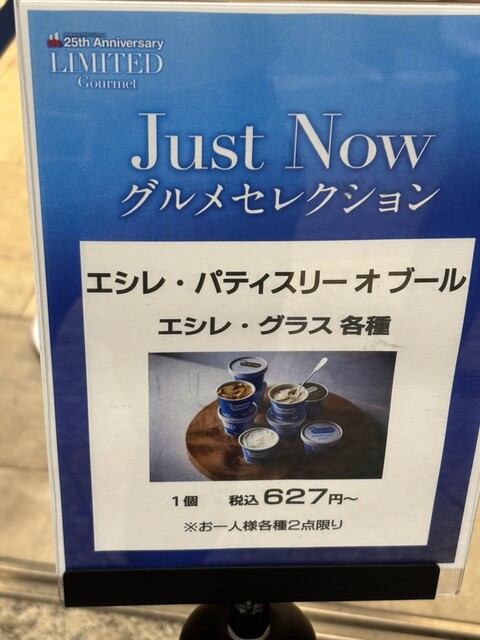 25th Anniversary
LIMITED
Gourmet
Just Now
グルメセレクション
エシレ・パティスリー オ ブール
エシレ・グラス 各種
1個 税込 627円～
※お一人様各種2点限り